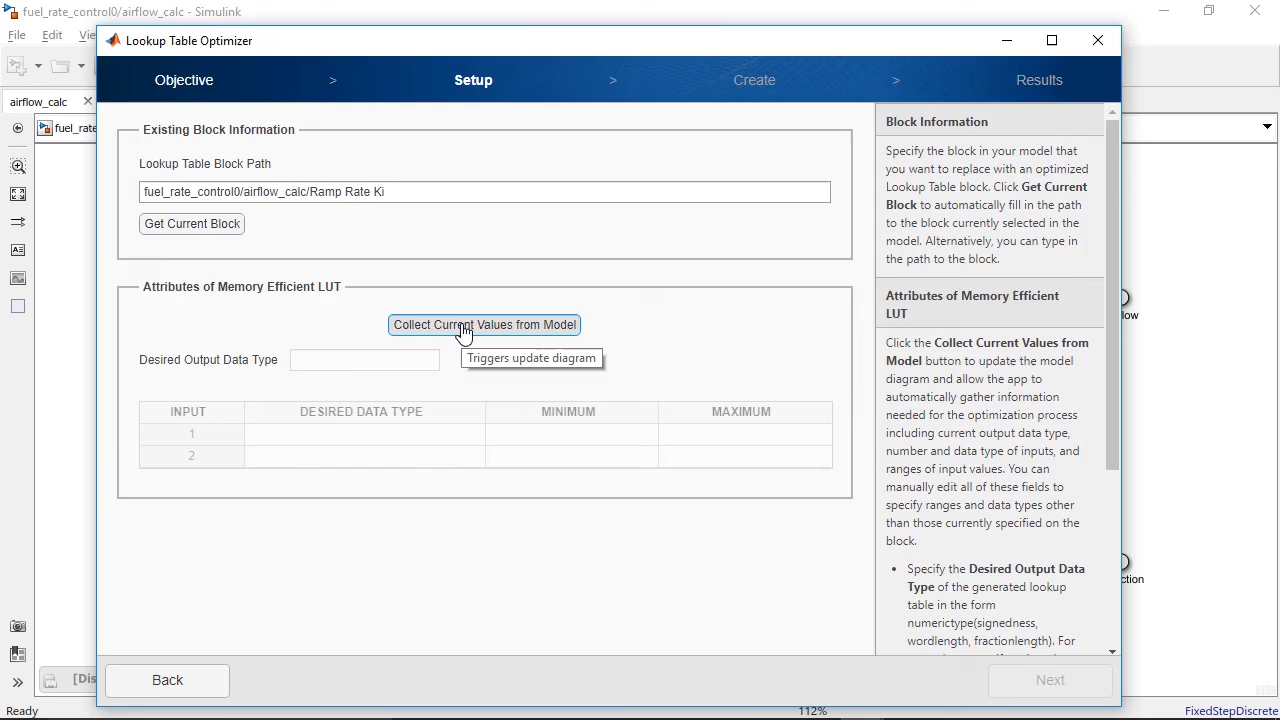 fuel_rate_control0/airflow_calc - Simulink
File Edit Vie
Lookup Table Optimizer
Objective > Setup > Create > Results
airflow_calc
fuel_rate
Existing Block Information
Lookup Table Block Path
fuel_rate_control0/airflow_calc/Ramp Rate Ki
Get Current Block
Attributes of Memory Efficient LUT
Collect Current Values from Model
Triggers update diagram
Desired Output Data Type
INPUT DESIRED DATA TYPE MINIMUM MAXIMUM
1
2
Block Information
Specify the block in your model that
you want to replace with an optimized
Lookup Table block. Click Get Current
Block to automatically fill in the path
to the block currently selected in the
model. Alternatively, you can type in
the path to the block.
Attributes of Memory Efficient
LUT
Click the Collect Current Values from
Model button to update the model
diagram and allow the app to
automatically gather information
needed for the optimization process
including current output data type,
number and data type of inputs, and
ranges of input values. You can
manually edit all of these fields to
specify ranges and data types other
than those currently specified on the
block.
• Specify the Desired Output Data
Type of the generated lookup
table in the form
numerictype(signedness,
wordlength, fractionlength). For
low
ction
[Dis
Back
Next
Ready
112%
FixedStepDiscrete